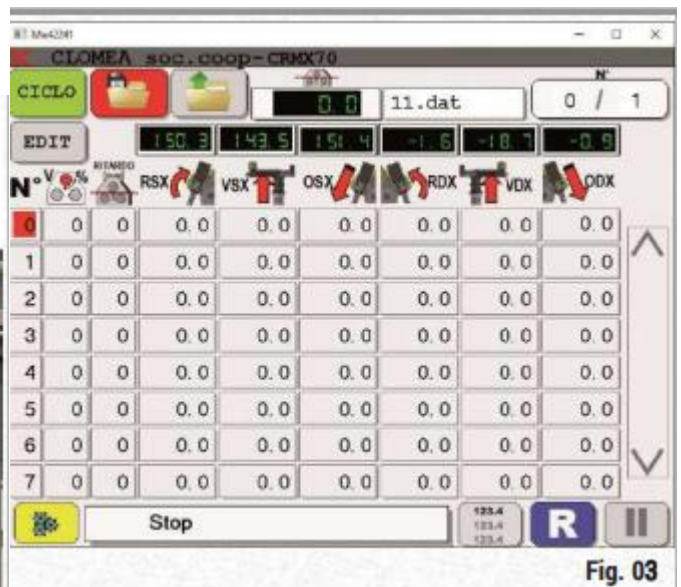 CLOMEA soc.coop-CRMX70
CICLO
0.0
11.dat
N°
0 / 1
EDIT
150.3 143.5 151.4 -1.6 -18.7 -0.9
N° V % RITARDO RSX VSX OSX RDX VDX ODX
0 0 0 0.0 0.0 0.0 0.0 0.0 0.0
1 0 0 0.0 0.0 0.0 0.0 0.0 0.0
2 0 0 0.0 0.0 0.0 0.0 0.0 0.0
3 0 0 0.0 0.0 0.0 0.0 0.0 0.0
4 0 0 0.0 0.0 0.0 0.0 0.0 0.0
5 0 0 0.0 0.0 0.0 0.0 0.0 0.0
6 0 0 0.0 0.0 0.0 0.0 0.0 0.0
7 0 0 0.0 0.0 0.0 0.0 0.0 0.0
Stop
123.4
123.4
123.4
R
Fig. 03